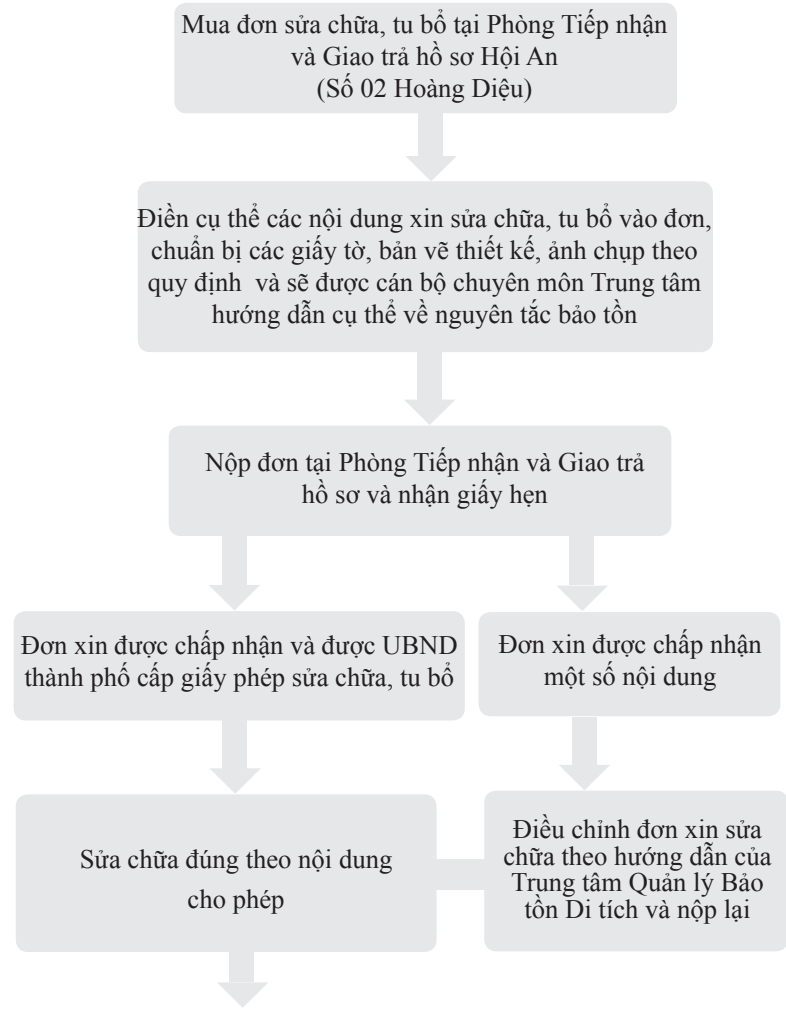 Mua đơn sửa chữa, tu bổ tại Phòng Tiếp nhận
và Giao trả hồ sơ Hội An
(Số 02 Hoàng Diệu)
Điền cụ thể các nội dung xin sửa chữa, tu bổ vào đơn,
chuẩn bị các giấy tờ, bản vẽ thiết kế, ảnh chụp theo
quy định và sẽ được cán bộ chuyên môn Trung tâm
hướng dẫn cụ thể về nguyên tắc bảo tồn
Nộp đơn tại Phòng Tiếp nhận và Giao trả
hồ sơ và nhận giấy hẹn
Đơn xin được chấp nhận và được UBND
thành phố cấp giấy phép sửa chữa, tu bổ
Đơn xin được chấp nhận
một số nội dung
Sửa chữa đúng theo nội dung
cho phép
Điều chỉnh đơn xin sửa
chữa theo hướng dẫn của
Trung tâm Quản lý Bảo
tồn Di tích và nộp lại